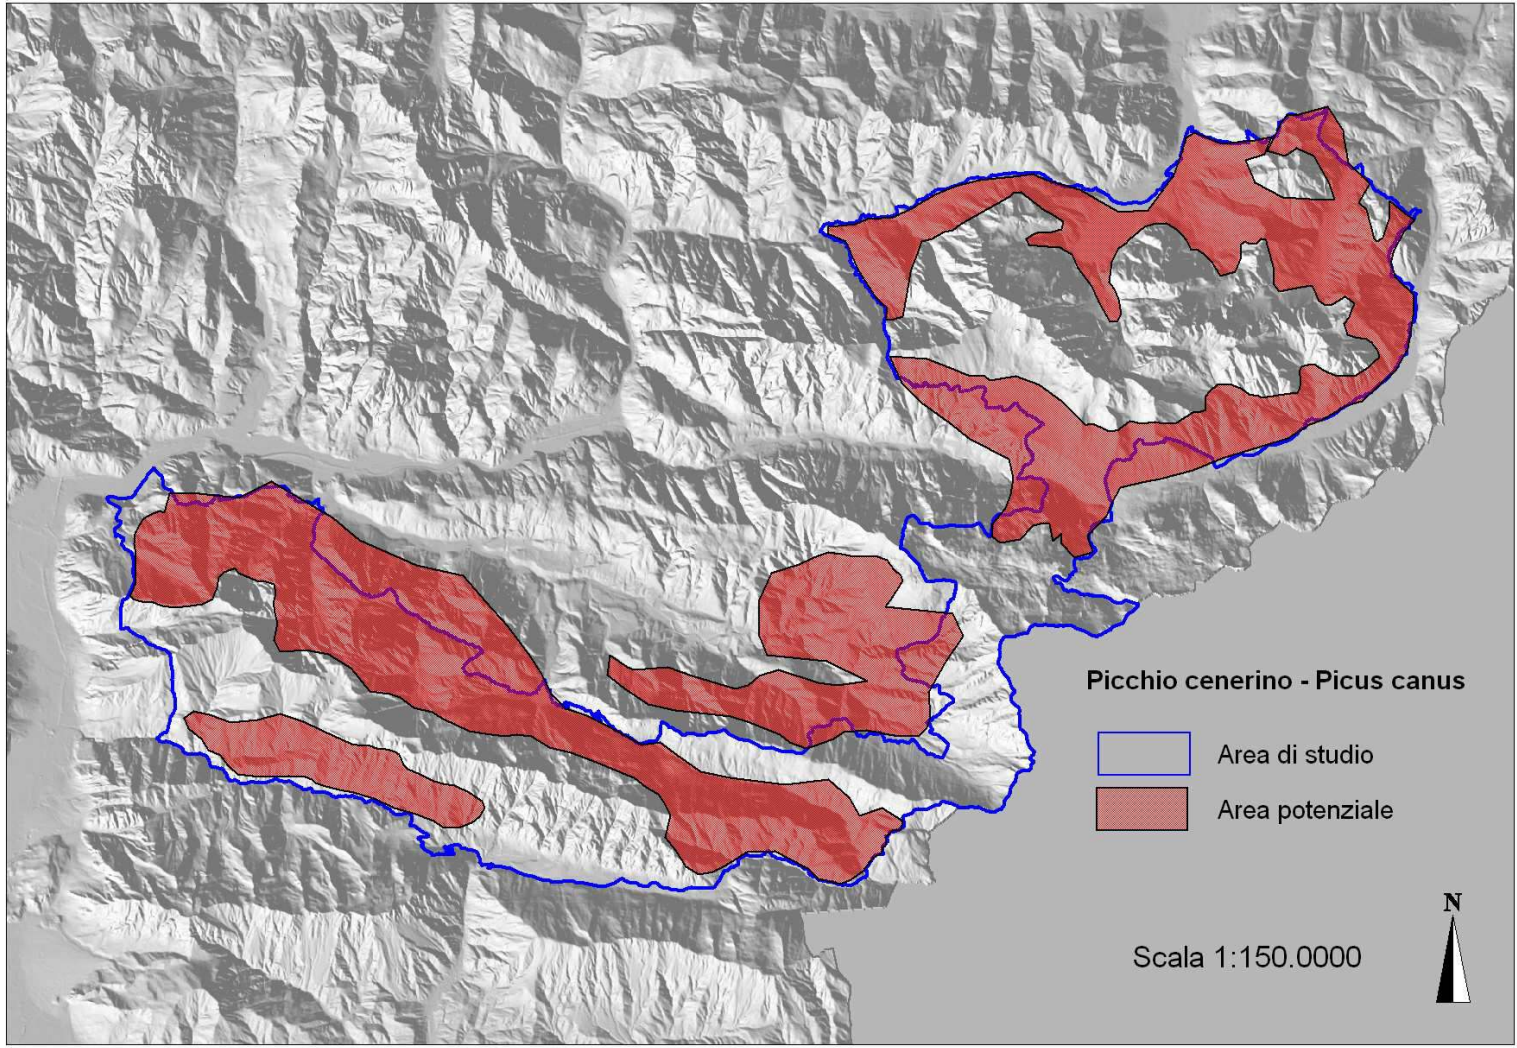 Picchio cenerino - Picus canus
Area di studio
Area potenziale
N
Scala 1:150.0000